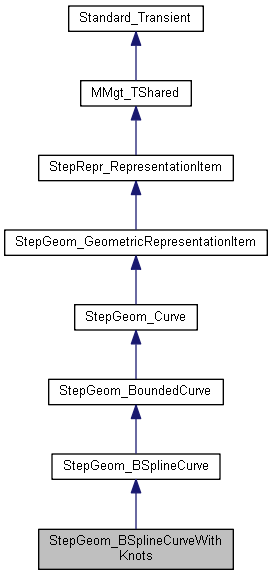 Standard_Transient
MMgt_TShared
StepRepr_RepresentationItem
StepGeom_GeometricRepresentationItem
StepGeom_Curve
StepGeom_BoundedCurve
StepGeom_BSplineCurve
StepGeom_BSplineCurveWith
Knots